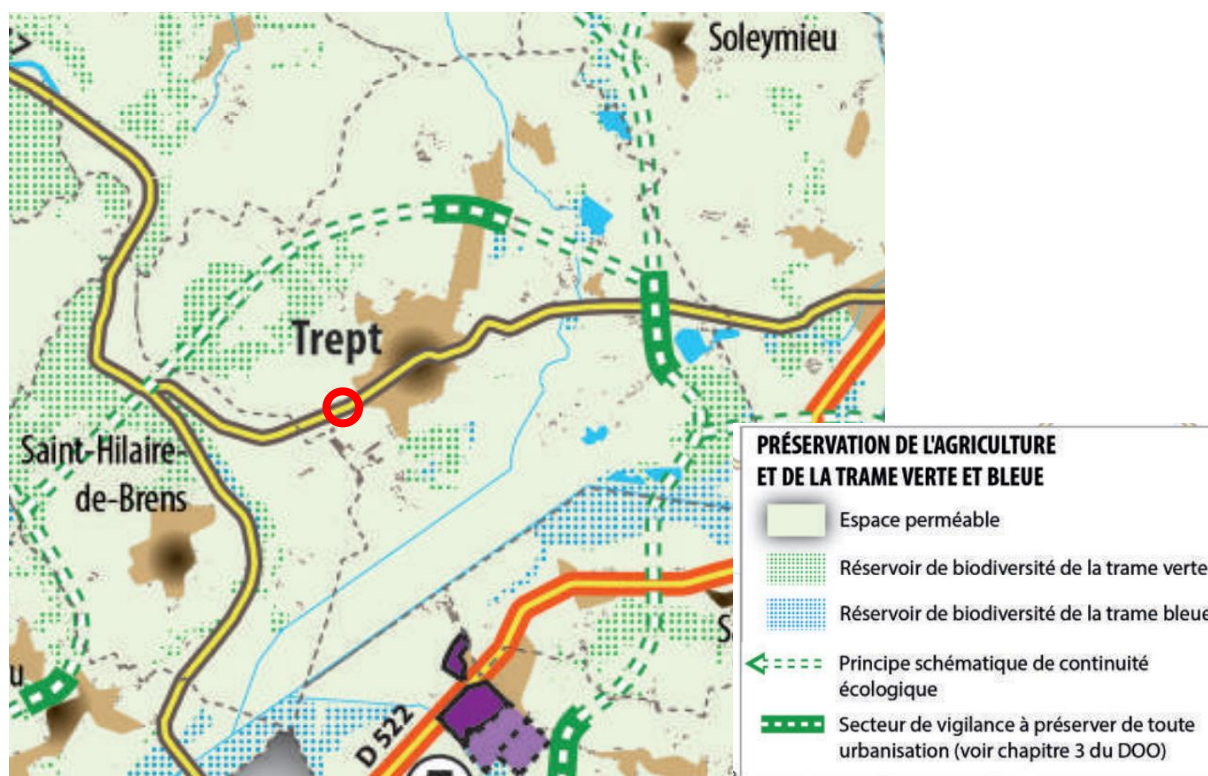 Soleymieu
Trept
Saint-Hilaire-
de-Brens
D 522
PRÉSERVATION DE L'AGRICULTURE
ET DE LA TRAME VERTE ET BLEUE
Espace perméable
Réservoir de biodiversité de la trame verte
Réservoir de biodiversité de la trame bleue
Principe schématique de continuité
écologique
Secteur de vigilance à préserver de toute
urbanisation (voir chapitre 3 du DOO)